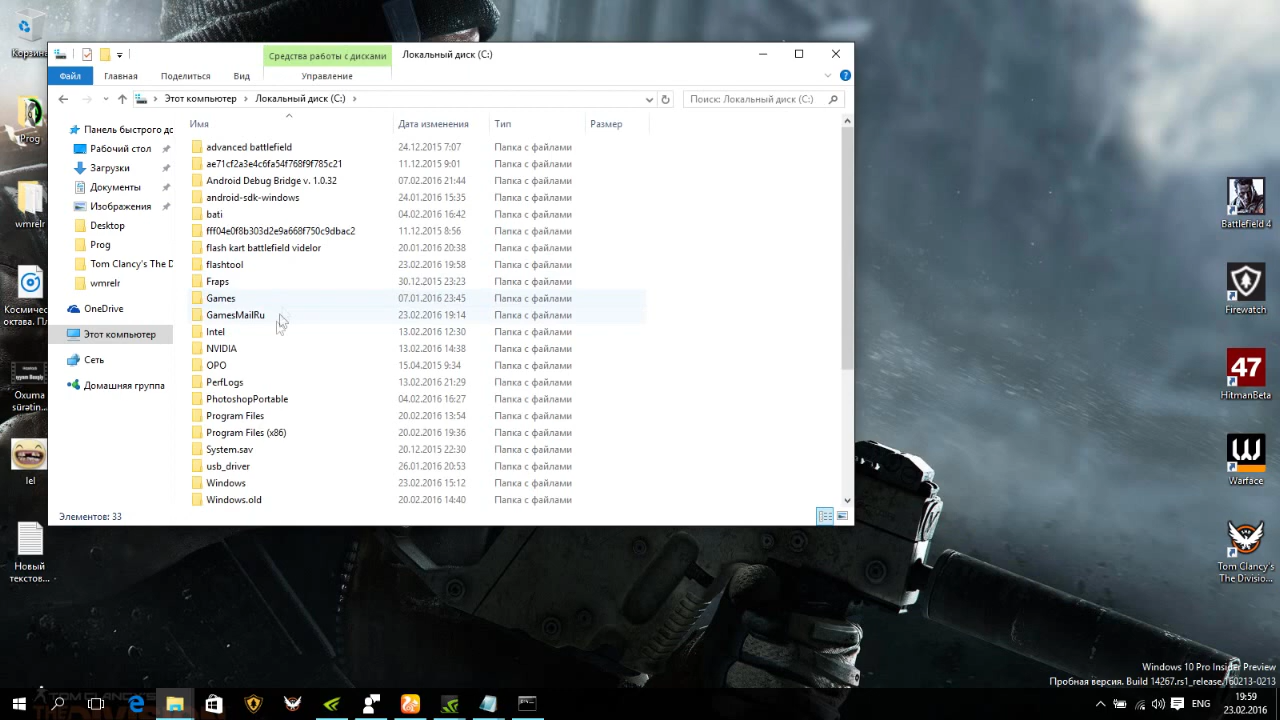 Корзина
Prog
wmrelr
Космичес
октава. П
Oxuma
süratin...
lel
Новый
текстов...
Средства работы с дисками
Локальный диск (C:)
Файл
Главная
Поделиться
Вид
Управление
Этот компьютер
Локальный диск (C:)
Поиск: Локальный диск (C:)
Панель быстрого до
Рабочий стол
Загрузки
Документы
Изображения
Desktop
Prog
Tom Clancy's The D
wmrelr
OneDrive
Этот компьютер
Сеть
Домашняя группа
Имя Дата изменения Тип Размер
advanced battlefield 24.12.2015 7:07 Папка с файлами
ae71cf2a3e4c6fa54f768f9f785c21 11.12.2015 9:01 Папка с файлами
Android Debug Bridge v. 1.0.32 07.02.2016 21:44 Папка с файлами
android-sdk-windows 24.01.2016 15:35 Папка с файлами
bati 04.02.2016 16:42 Папка с файлами
fff04e0f8b303d2e9a668f750c9dbac2 11.12.2015 8:56 Папка с файлами
flash kart battlefield videlor 20.01.2016 20:38 Папка с файлами
flashtool 23.02.2016 19:58 Папка с файлами
Fraps 30.12.2015 23:23 Папка с файлами
Games 07.01.2016 23:45 Папка с файлами
GamesMailRu 23.02.2016 19:14 Папка с файлами
Intel 13.02.2016 12:30 Папка с файлами
NVIDIA 13.02.2016 14:38 Папка с файлами
OPO 15.04.2015 9:34 Папка с файлами
PerfLogs 13.02.2016 21:29 Папка с файлами
PhotoshopPortable 04.02.2016 16:27 Папка с файлами
Program Files 20.02.2016 13:54 Папка с файлами
Program Files (x86) 20.02.2016 19:36 Папка с файлами
System.sav 20.12.2015 22:30 Папка с файлами
usb_driver 26.01.2016 20:53 Папка с файлами
Windows 23.02.2016 15:12 Папка с файлами
Windows.old 20.02.2016 14:40 Папка с файлами
Элементов: 33
Battlefield 4
Firewatch
47
HitmanBeta
Warface
Tom Clancy's
The Divisio...
Windows 10 Pro Insider Preview
Пробная версия. Build 14267.rs1_release.160213-0213
TOM CLANCY'S
THE DIVISION
ENG
19:59
23.02.2016